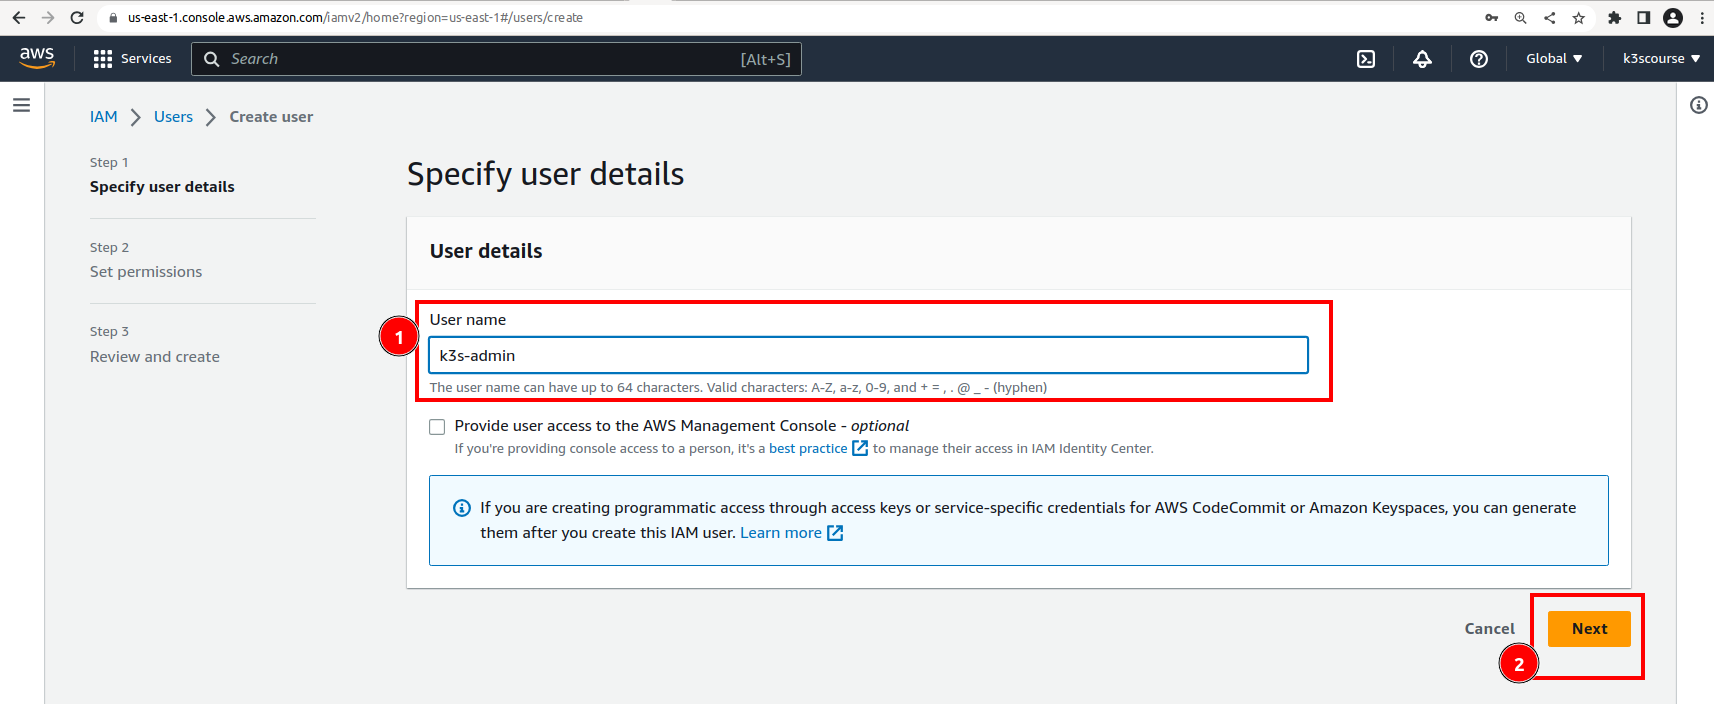 us-east-1.console.aws.amazon.com/iamv2/home?region=us-east-1#/users/create
aws Services Search [Alt+S] Global k3scourse
IAM Users Create user
Step 1
Specify user details
Step 2
Set permissions
Step 3
Review and create
Specify user details
User details
1
User name
k3s-admin
The user name can have up to 64 characters. Valid characters: A-Z, a-z, 0-9, and + = , . @ _ - (hyphen)
Provide user access to the AWS Management Console - optional
If you're providing console access to a person, it's a best practice to manage their access in IAM Identity Center.
If you are creating programmatic access through access keys or service-specific credentials for AWS CodeCommit or Amazon Keyspaces, you can generate
them after you create this IAM user. Learn more
Cancel Next
2